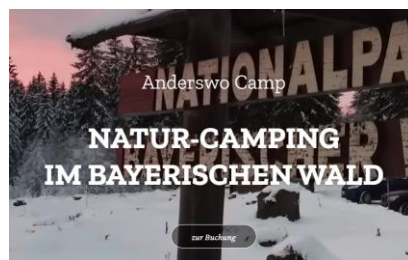 NATIONALPA
Anderswo Camp
NATUR-CAMPING
IM BAYERISCHEN WALD
zur Buchung